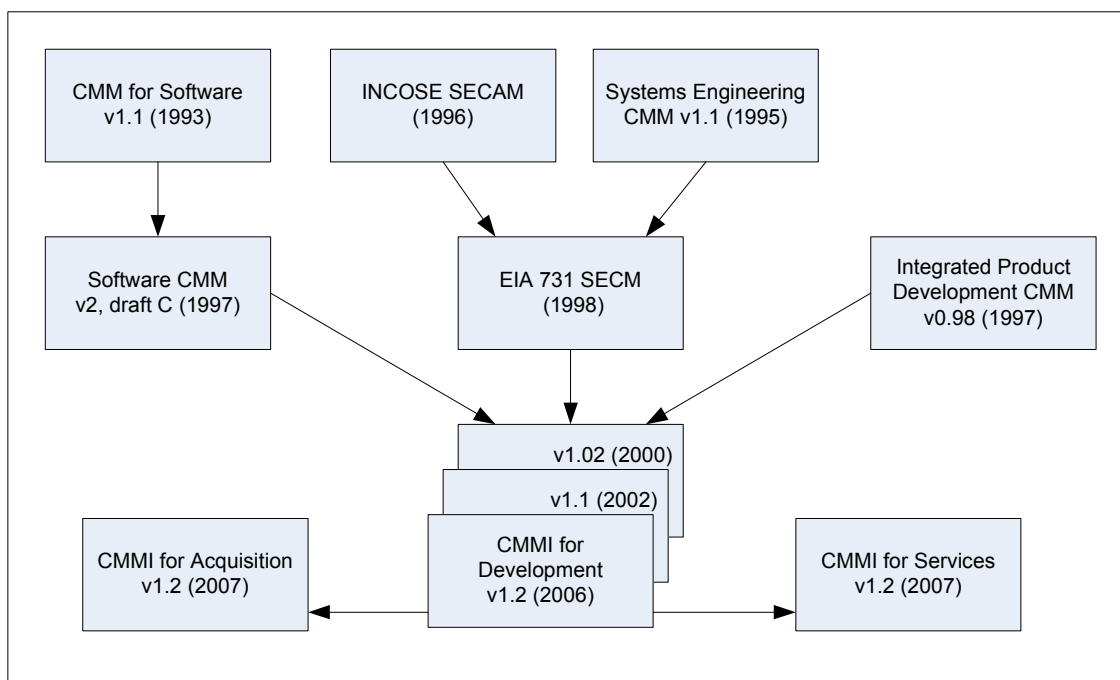 CMM for Software
v1.1 (1993)
INCOSE SECAM
(1996)
Systems Engineering
CMM v1.1 (1995)
Software CMM
v2, draft C (1997)
EIA 731 SECM
(1998)
Integrated Product
Development CMM
v0.98 (1997)
v1.02 (2000)
v1.1 (2002)
CMMI for Acquisition
v1.2 (2007)
CMMI for
Development
v1.2 (2006)
CMMI for Services
v1.2 (2007)